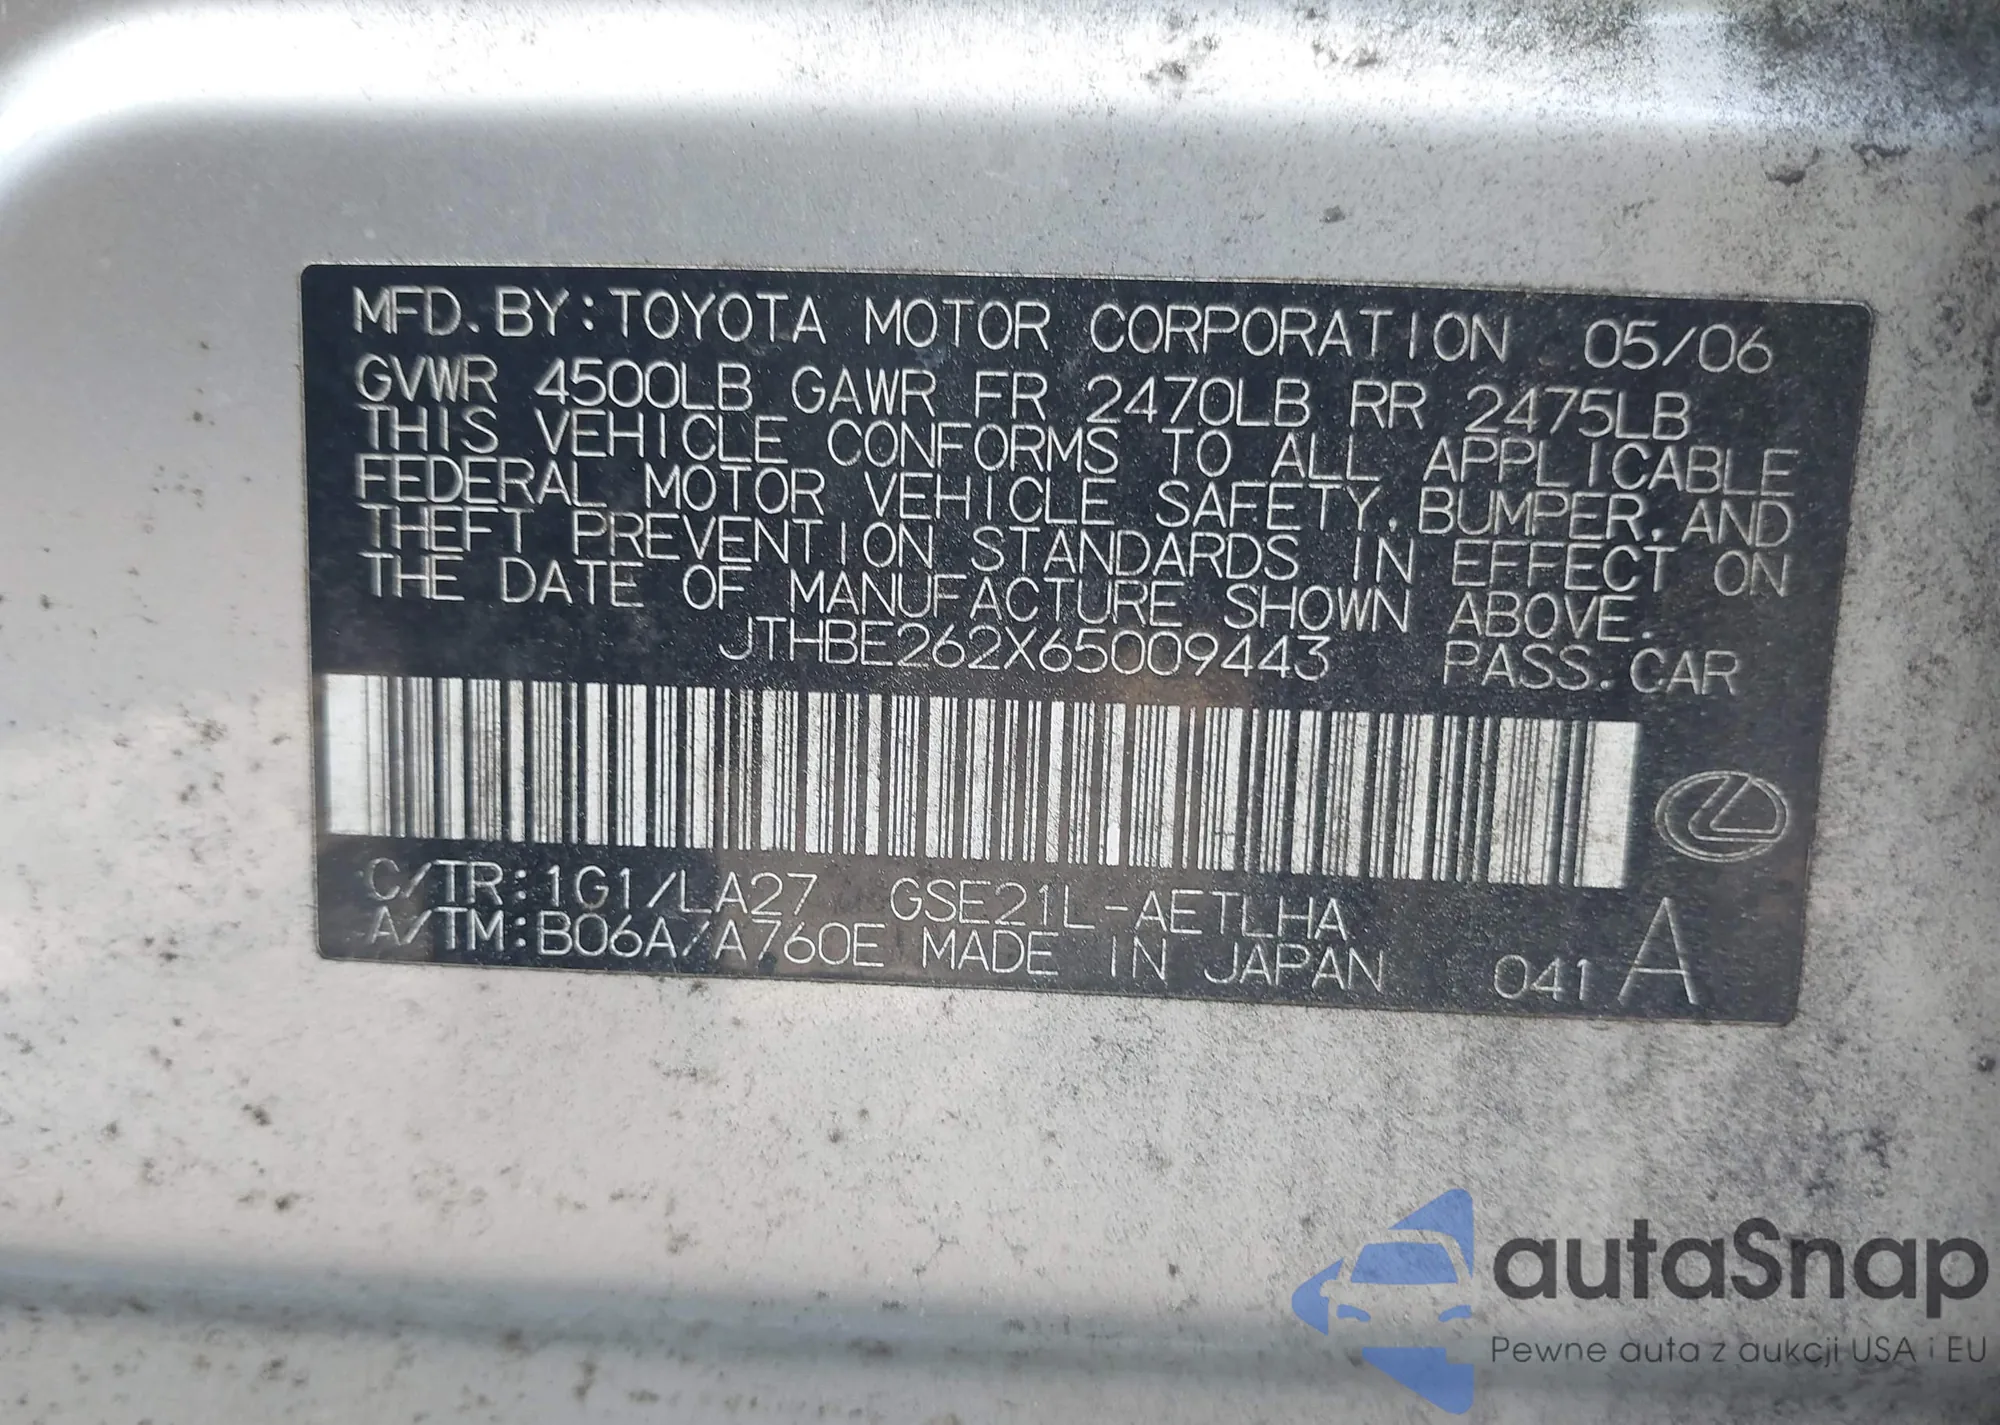 MFD. BY: TOYOTA MOTOR CORPORATION 05/06
GVWR 4500LB GAWR FR 2470LB RR 2475LB
THIS VEHICLE CONFORMS TO ALL APPLICABLE
FEDERAL MOTOR VEHICLE SAFETY, BUMPER, AND
THEFT PREVENTION STANDARDS IN EFFECT ON
THE DATE OF MANUFACTURE SHOWN ABOVE.
JTHBE262X65009443 PASS. CAR
C/TR: 1G1/LA27 GSE21L-AETLHA
A/TM: B06A/A760E MADE IN JAPAN 041 A
autaSnap
Pewne auta z aukcji USA i EU